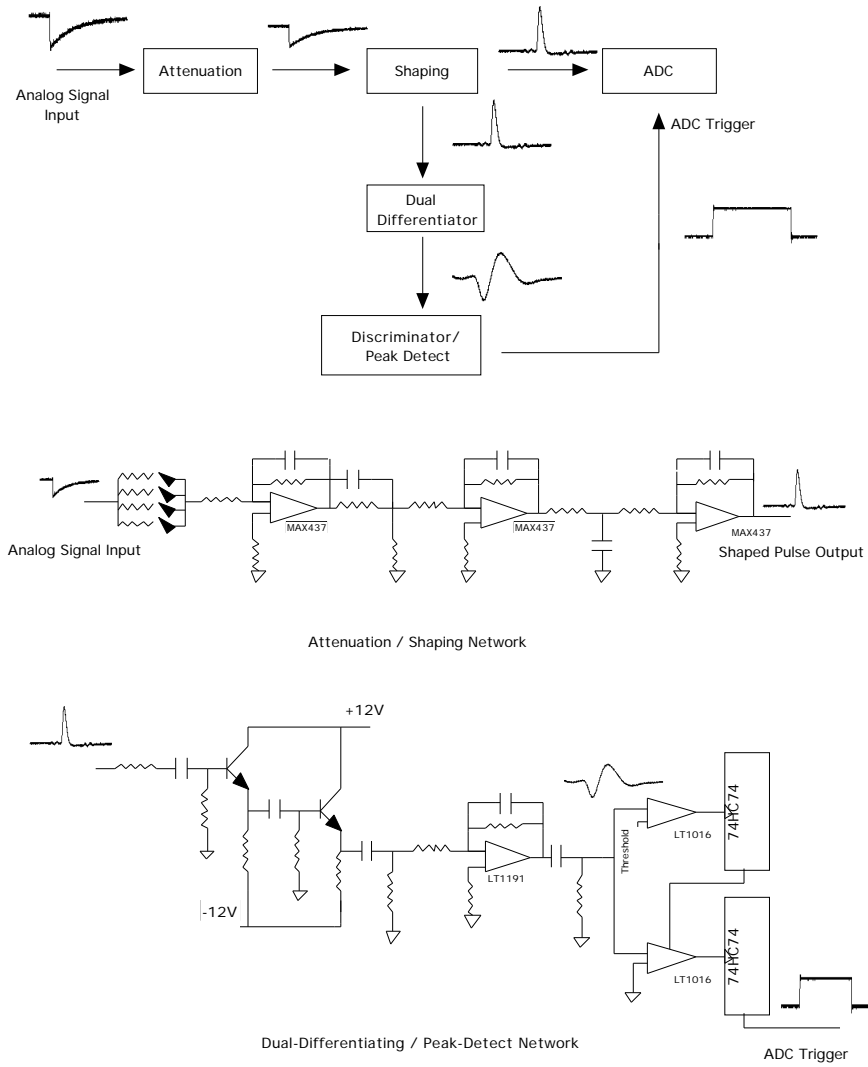 Attenuation
Shaping
ADC
Analog Signal
Input
ADC Trigger
Dual
Differentiator
Discriminator/
Peak Detect
MAX437
MAX437
MAX437
Analog Signal Input
Shaped Pulse Output
Attenuation / Shaping Network
+12V
74HC74
Threshold
LT1016
LT1191
-12V
74HC74
LT1016
Dual-Differentiating / Peak-Detect Network
ADC Trigger